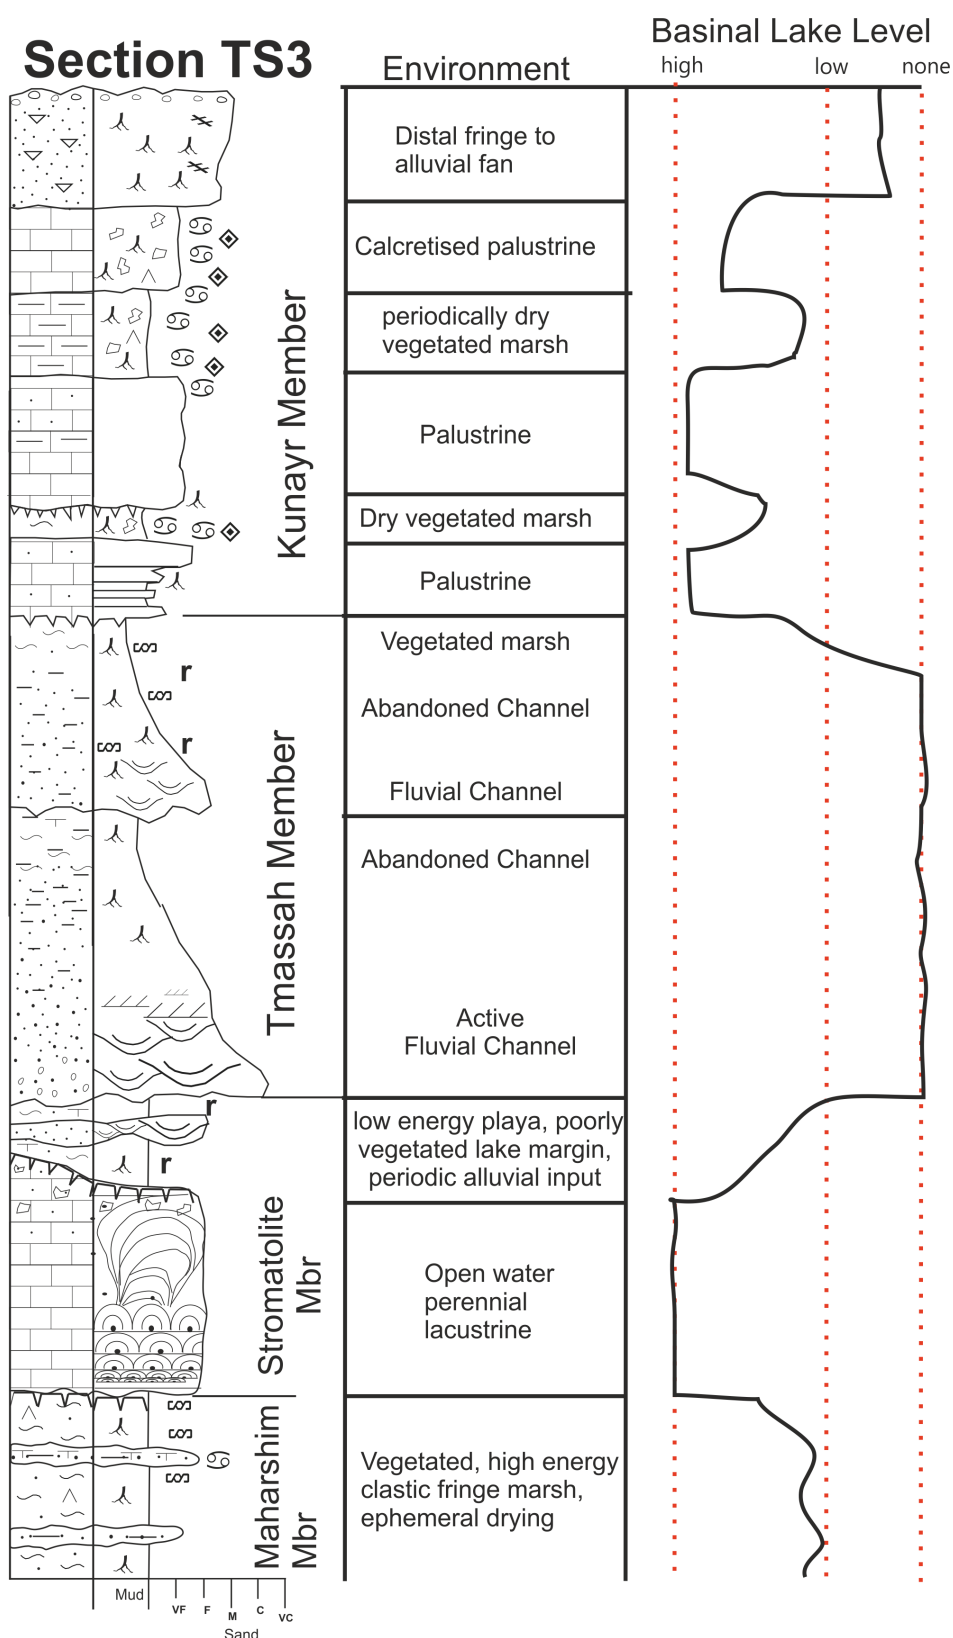 Section TS3
Environment
Basinal Lake Level
high
low
none
Distal fringe to
alluvial fan
Calcretised palustrine
periodically dry
vegetated marsh
Palustrine
Dry vegetated marsh
Palustrine
Kunayr Member
Vegetated marsh
r
Abandoned Channel
r
Fluvial Channel
Tmassah Member
Abandoned Channel
Active
Fluvial Channel
r
low energy playa, poorly
vegetated lake margin,
periodic alluvial input
r
Stromatolite
Mbr
Open water
perennial
lacustrine
Maharshim
Mbr
Vegetated, high energy
clastic fringe marsh,
ephemeral drying
Mud
VF
F
M
C
VC
Sand